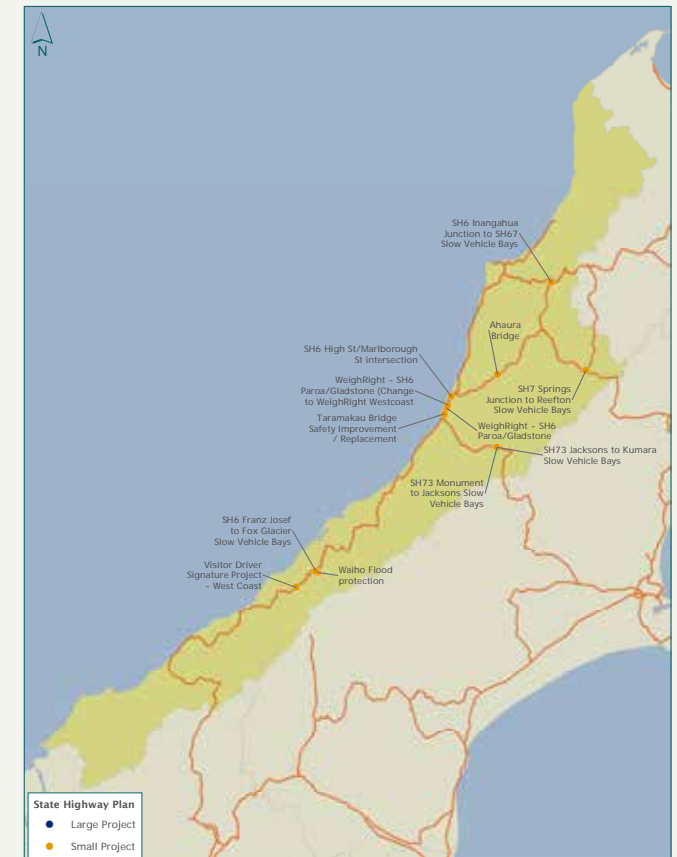 N
SH6 Inangahua
Junction to SH67
Slow Vehicle Bays
Ahaura
Bridge
SH6 High St/Marlborough
St intersection
WeighRight - SH6
Paroa/Gladstone (Change
to WeighRight Westcoast
Taramakau Bridge
Safety Improvement
/ Replacement
SH7 Springs
Junction to Reefton
Slow Vehicle Bays
WeighRight - SH6
Paroa/Gladstone
SH73 Jacksons to Kumara
Slow Vehicle Bays
SH73 Monument
to Jacksons Slow
Vehicle Bays
SH6 Franz Josef
to Fox Glacier
Slow Vehicle Bays
Visitor Driver
Signature Project
- West Coast
Waiho Flood
protection
State Highway Plan
Large Project
Small Project